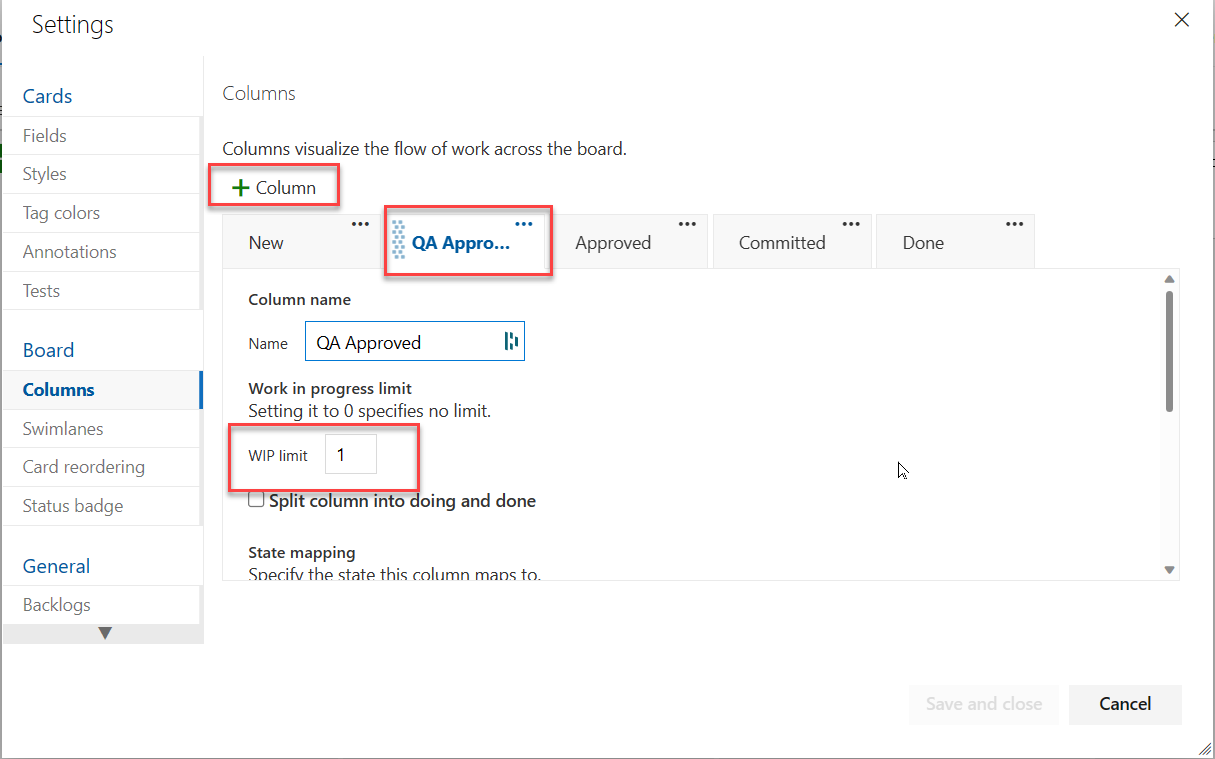 Settings
Cards
Fields
Styles
Tag colors
Annotations
Tests
Board
Columns
Swimlanes
Card reordering
Status badge
General
Backlogs
Columns
Columns visualize the flow of work across the board.
+ Column
New
QA Appro...
Approved
Committed
Done
Column name
Name QA Approved
Work in progress limit
Setting it to 0 specifies no limit.
WIP limit 1
Split column into doing and done
State mapping
Specify the state this column maps to.
Save and close Cancel